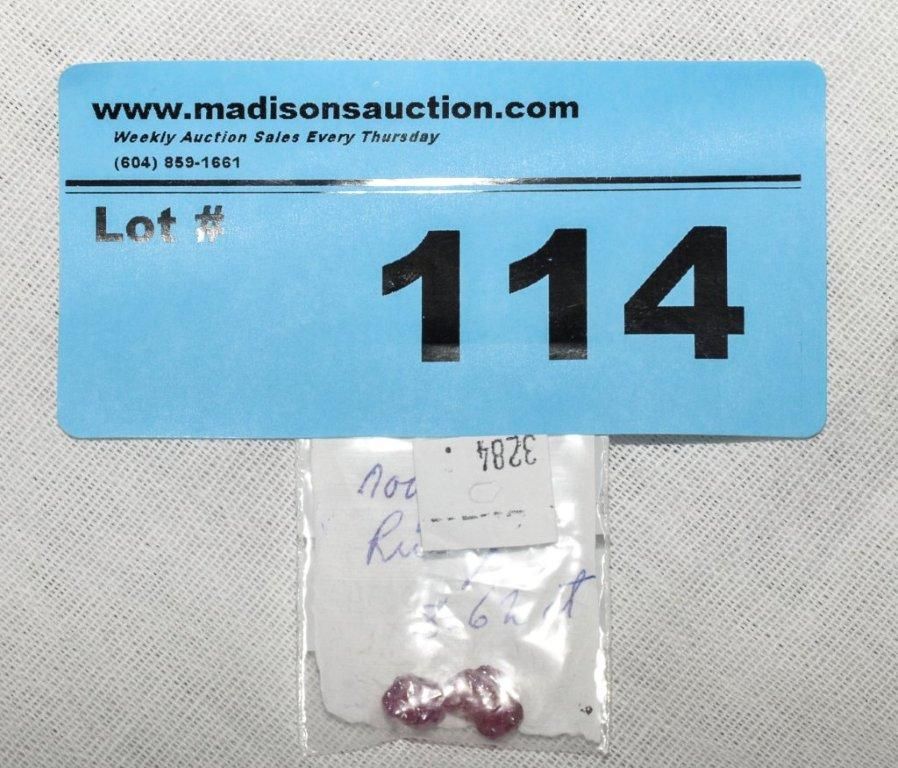 www.madisonsauction.com
Weekly Auction Sales Every Thursday
(604) 859-1661
Lot # 114
3284